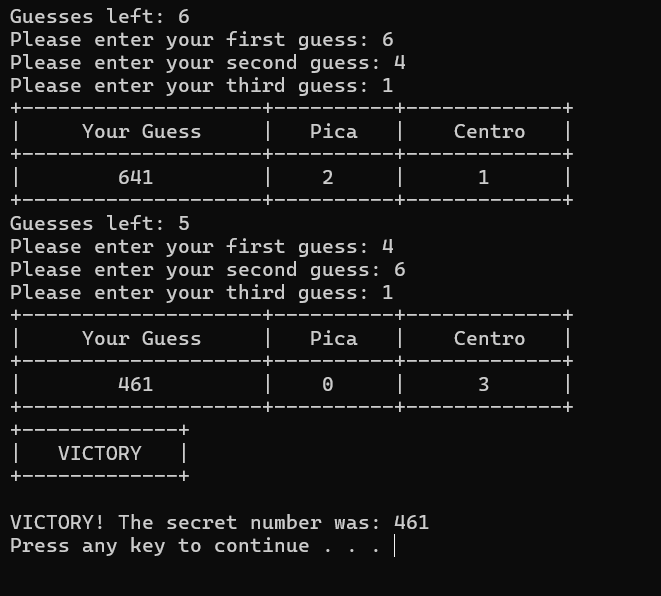 Guesses left: 6
Please enter your first guess: 6
Please enter your second guess: 4
Please enter your third guess: 1
+---------------------+----------+-------------+
|     Your Guess     |   Pica   |    Centro   |
+---------------------+----------+-------------+
|        641         |    2     |      1      |
+---------------------+----------+-------------+
Guesses left: 5
Please enter your first guess: 4
Please enter your second guess: 6
Please enter your third guess: 1
+---------------------+----------+-------------+
|     Your Guess     |   Pica   |    Centro   |
+---------------------+----------+-------------+
|        461         |    0     |      3      |
+---------------------+----------+-------------+
+-------------+
|   VICTORY   |
+-------------+
VICTORY! The secret number was: 461
Press any key to continue . . .